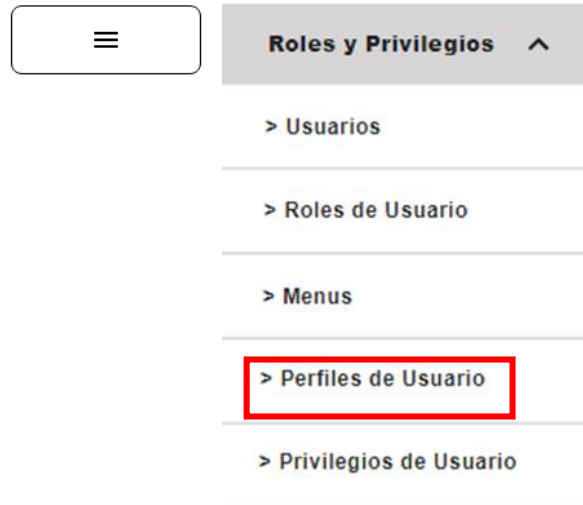 Roles y Privilegios
> Usuarios
> Roles de Usuario
> Menus
> Perfiles de Usuario
> Privilegios de Usuario